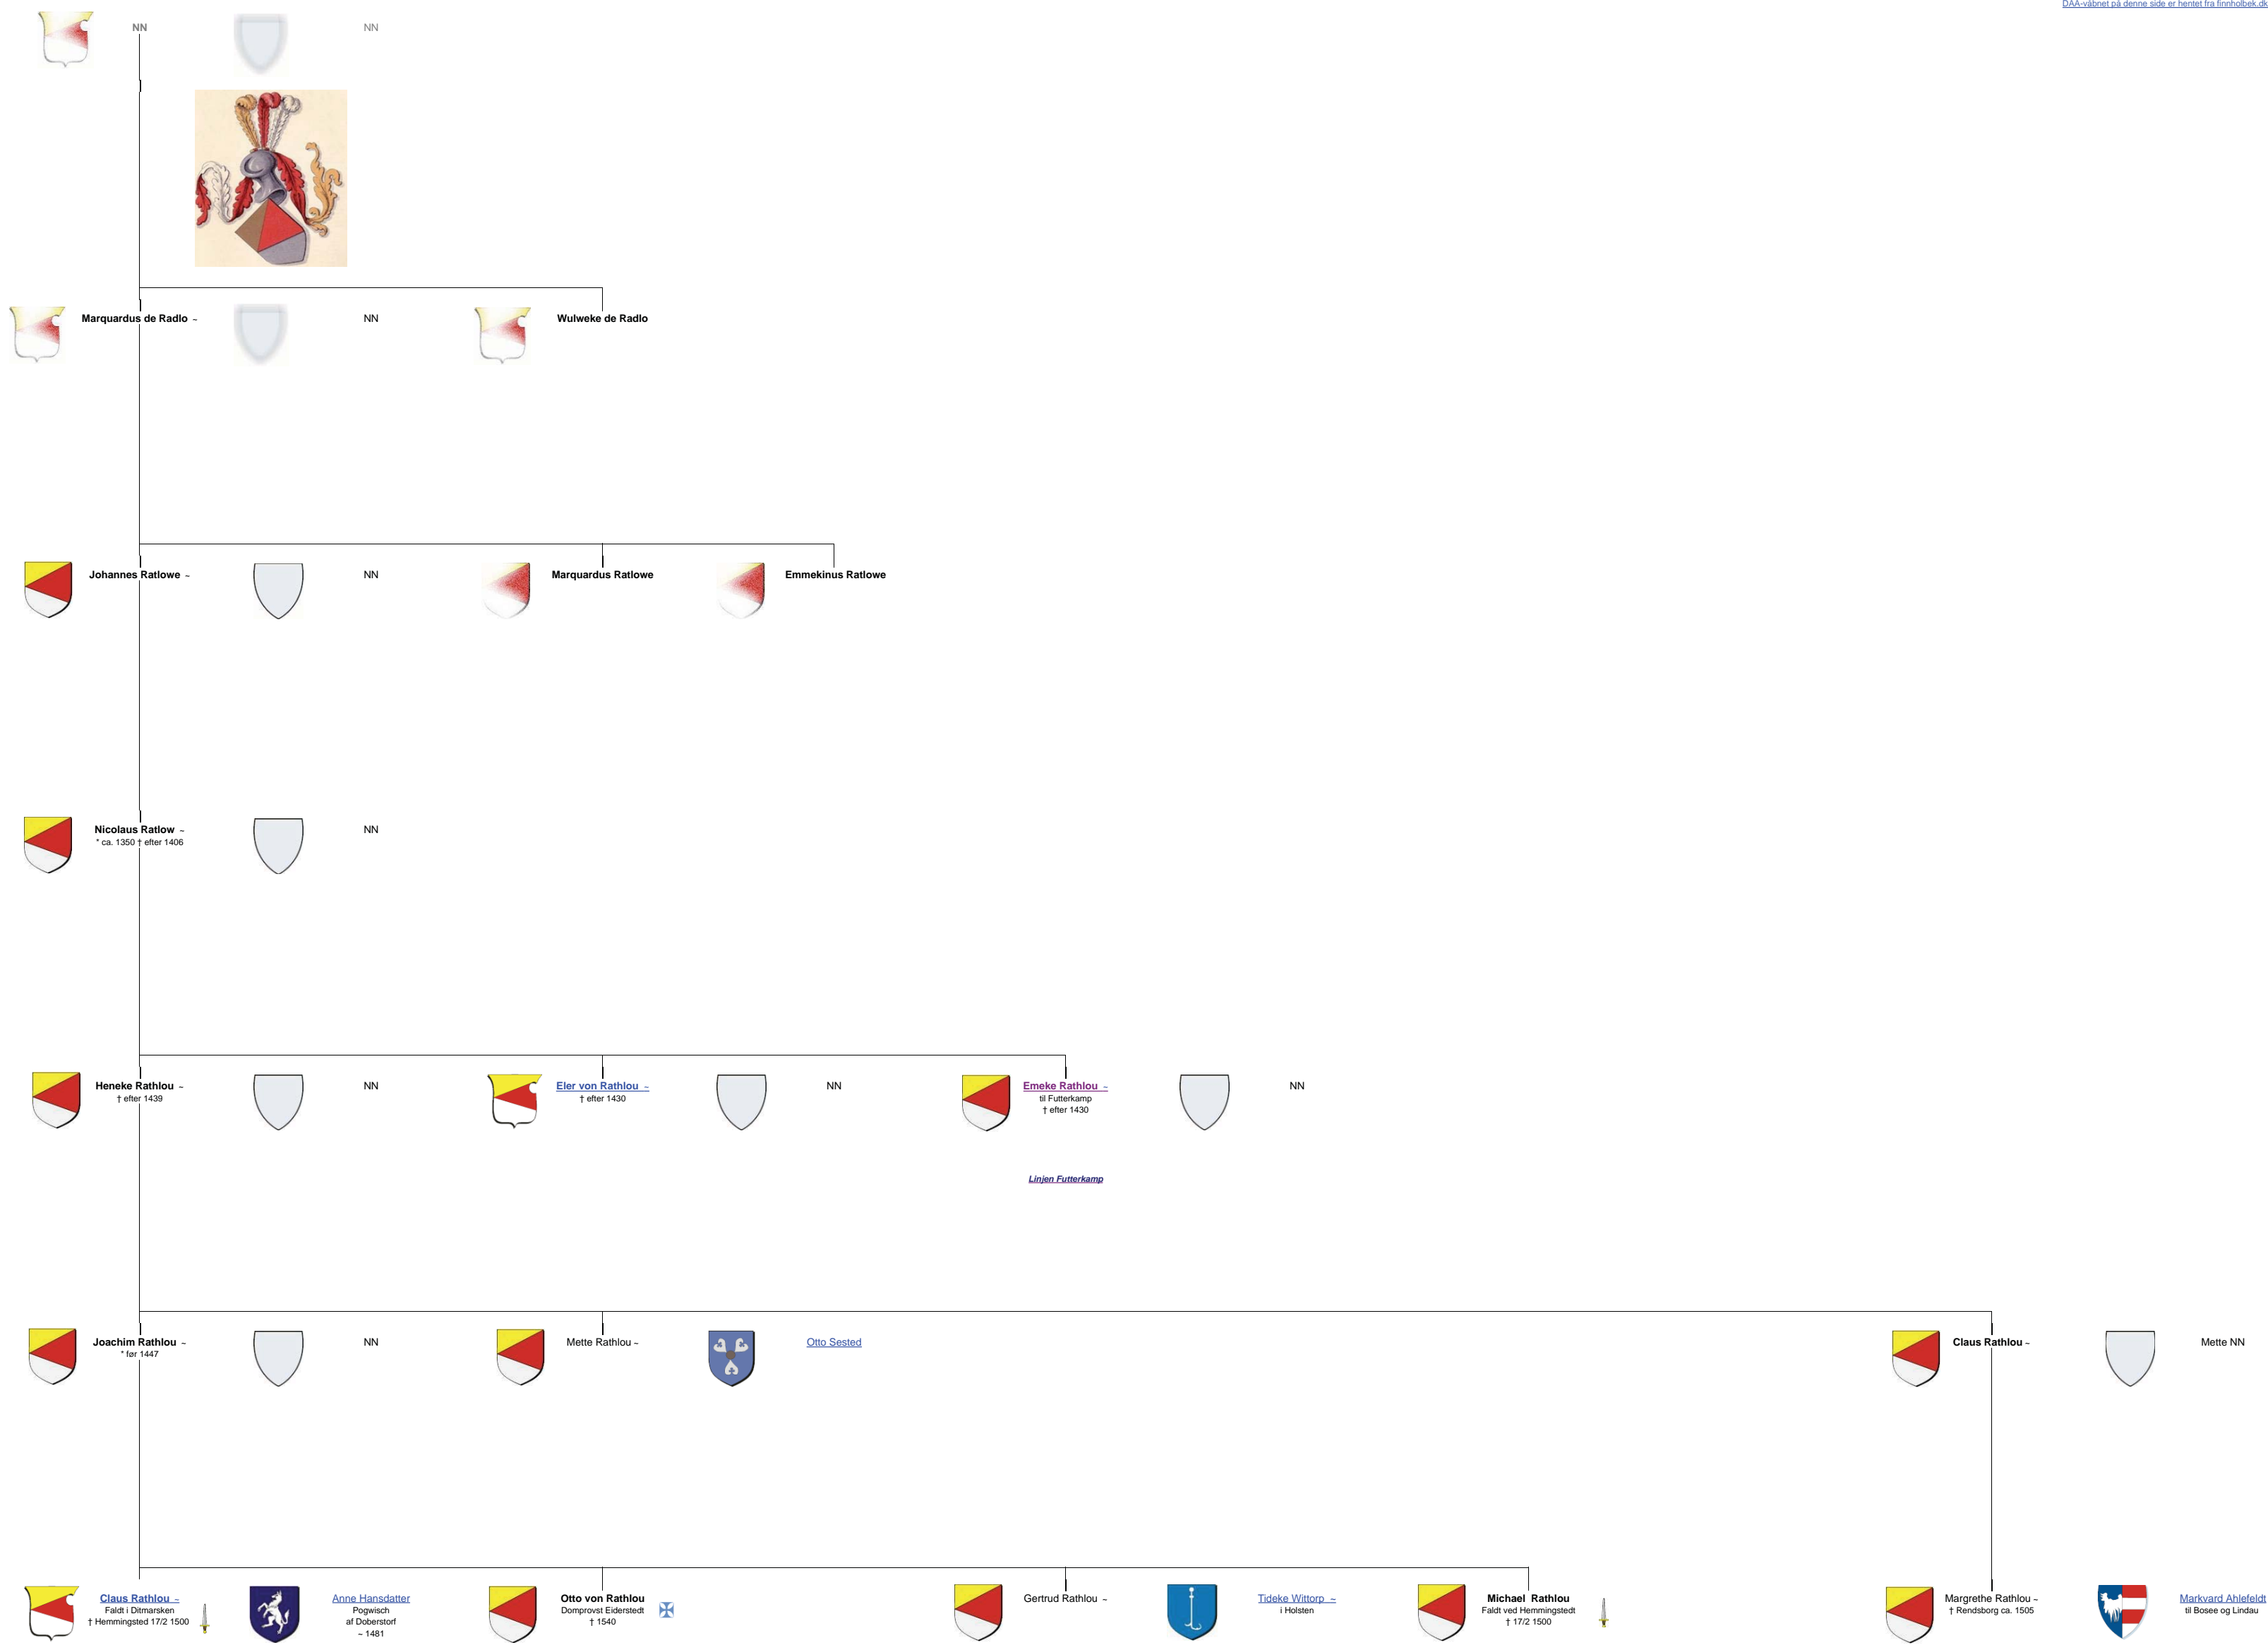 DAA-våbnet på denne side er hentet fra finnholbek.dk
NN
NN
Marquardus de Radlo ~
NN
Wulweke de Radlo
Johannes Ratlowe ~
NN
Marquardus Ratlowe
Emmekinus Ratlowe
Nicolaus Ratlow ~
* ca. 1350 † efter 1406
NN
Heneke Rathlou ~
† efter 1439
NN
Eler von Rathlou ~
† efter 1430
NN
Emeke Rathlou ~
til Futterkamp
† efter 1430
NN
Linjen Futterkamp
Joachim Rathlou ~
* før 1447
NN
Mette Rathlou ~
Otto Sested
Claus Rathlou ~
Mette NN
Claus Rathlou ~
Faldt i Ditmarsken
† Hemmingsted 17/2 1500
Anne Hansdatter
Pogwisch
af Doberstorf
~ 1481
Otto von Rathlou
Domprovst Eiderstedt
† 1540
Gertrud Rathlou ~
Tideke Wittorp ~
i Holsten
Michael Rathlou
Faldt ved Hemmingstedt
† 17/2 1500
Margrethe Rathlou ~
† Rendsborg ca. 1505
Markvard Ahlefeldt
til Bosee og Lindau